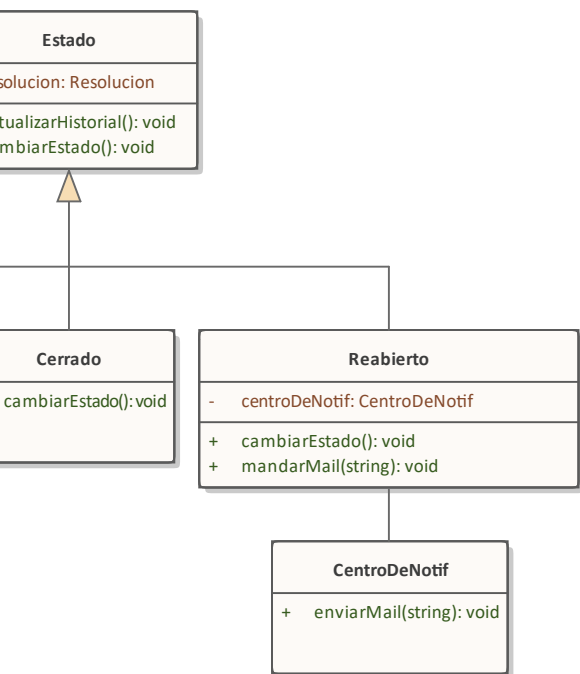 Estado
solucion: Resolucion
tualizarHistorial(): void
mbiarEstado(): void
Cerrado
cambiarEstado(): void
Reabierto
- centroDeNotif: CentroDeNotif
+ cambiarEstado(): void
+ mandarMail(string): void
CentroDeNotif
+ enviarMail(string): void